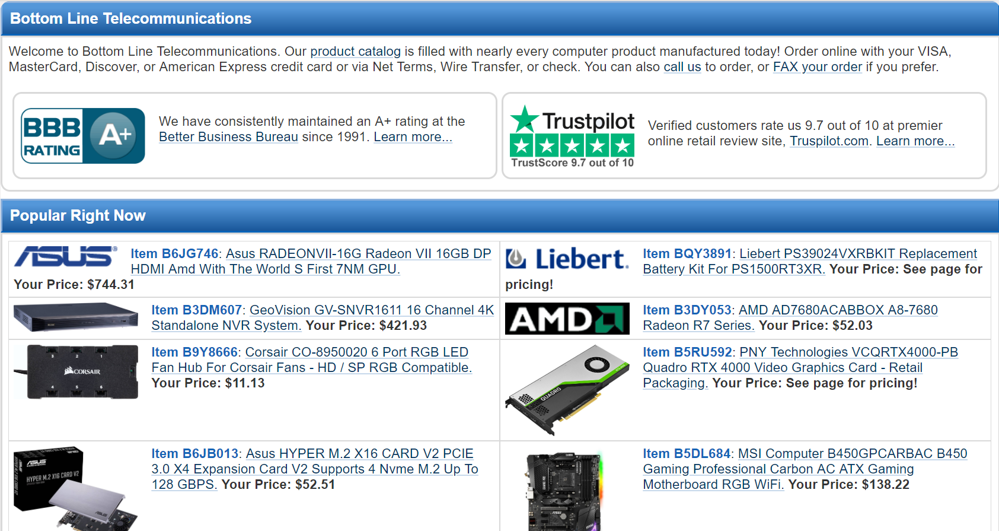 Bottom Line Telecommunications
Welcome to Bottom Line Telecommunications. Our product catalog is filled with nearly every computer product manufactured today! Order online with your VISA,
MasterCard, Discover, or American Express credit card or via Net Terms, Wire Transfer, or check. You can also call us to order, or FAX your order if you prefer.
BBB
RATING
A+
We have consistently maintained an A+ rating at the
Better Business Bureau since 1991. Learn more...
Trustpilot
TrustScore 9.7 out of 10
Verified customers rate us 9.7 out of 10 at premier
online retail review site, Truspilot.com. Learn more...
Popular Right Now
ASUS®
Item B6JG746: Asus RADEONVII-16G Radeon VII 16GB DP
HDMI Amd With The World S First 7NM GPU.
Your Price: $744.31
Liebert.
Item BQY3891: Liebert PS39024VXRBKIT Replacement
Battery Kit For PS1500RT3XR. Your Price: See page for
pricing!
Item B3DM607: GeoVision GV-SNVR1611 16 Channel 4K
Standalone NVR System. Your Price: $421.93
AMD
Item B3DY053: AMD AD7680ACABBOX A8-7680
Radeon R7 Series. Your Price: $52.03
3 2 1
CORSAIR
4 5 6
Item B9Y8666: Corsair CO-8950020 6 Port RGB LED
Fan Hub For Corsair Fans - HD / SP RGB Compatible.
Your Price: $11.13
QUADRO
Item B5RU592: PNY Technologies VCQRTX4000-PB
Quadro RTX 4000 Video Graphics Card - Retail
Packaging. Your Price: See page for pricing!
ASUS
HYPER M.2 X16 CARD V2
ASUS
Item B6JB013: Asus HYPER M.2 X16 CARD V2 PCIE
3.0 X4 Expansion Card V2 Supports 4 Nvme M.2 Up To
128 GBPS. Your Price: $52.51
msi
Item B5DL684: MSI Computer B450GPCARBAC B450
Gaming Professional Carbon AC ATX Gaming
Motherboard RGB WiFi. Your Price: $138.22